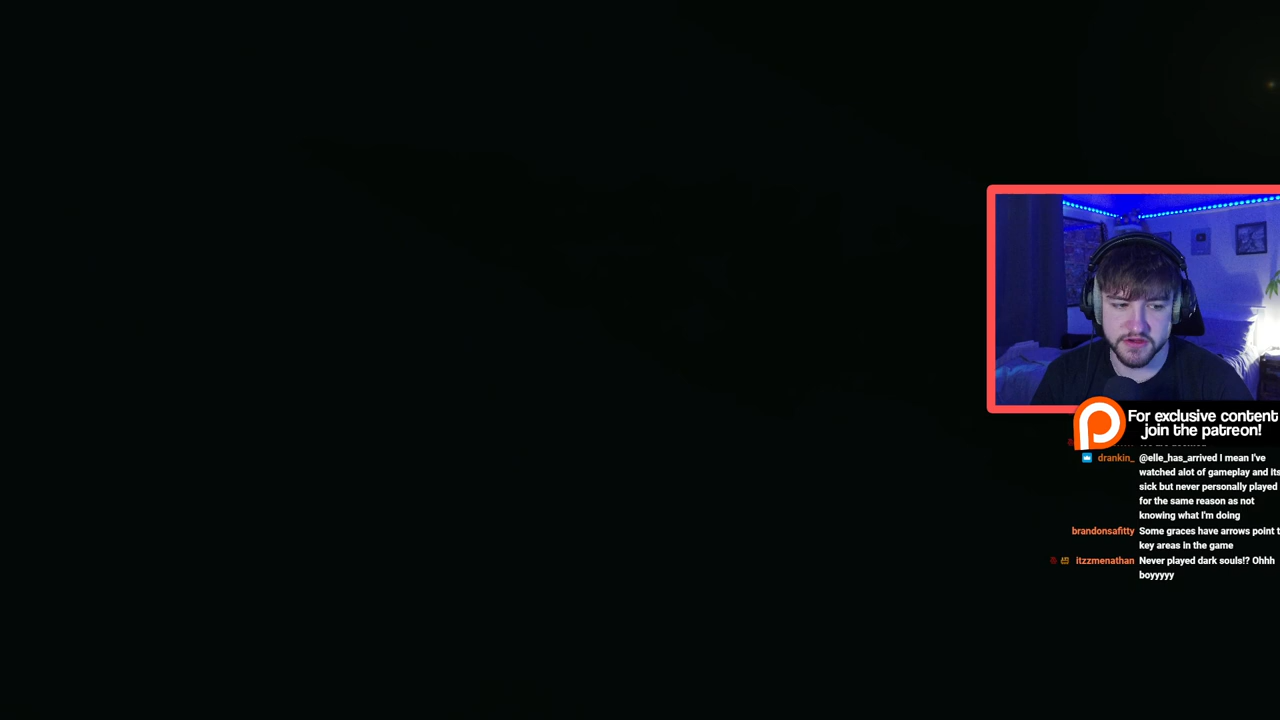 For exclusive content
join the patreon!
drankin_ @elle_has_arrived I mean I've
watched alot of gameplay and its
sick but never personally played
for the same reason as not
knowing what I'm doing
brandonsafitty Some graces have arrows point
key areas in the game
itzzmenathan Never played dark souls!? Ohhh
boyyyyy